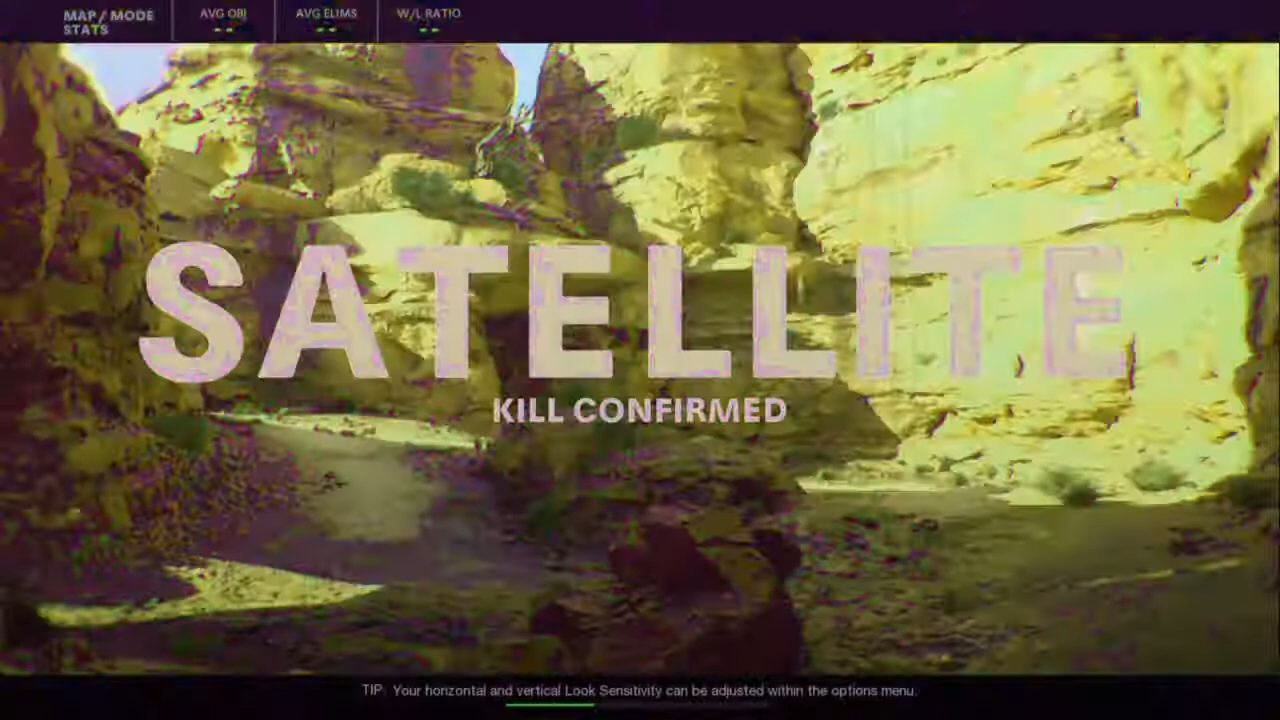 MAP / MODE
STATS
AVG OBJ
--
AVG ELIMS
--
W/L RATIO
--
SATELLITE
KILL CONFIRMED
TIP: Your horizontal and vertical Look Sensitivity can be adjusted within the options menu.